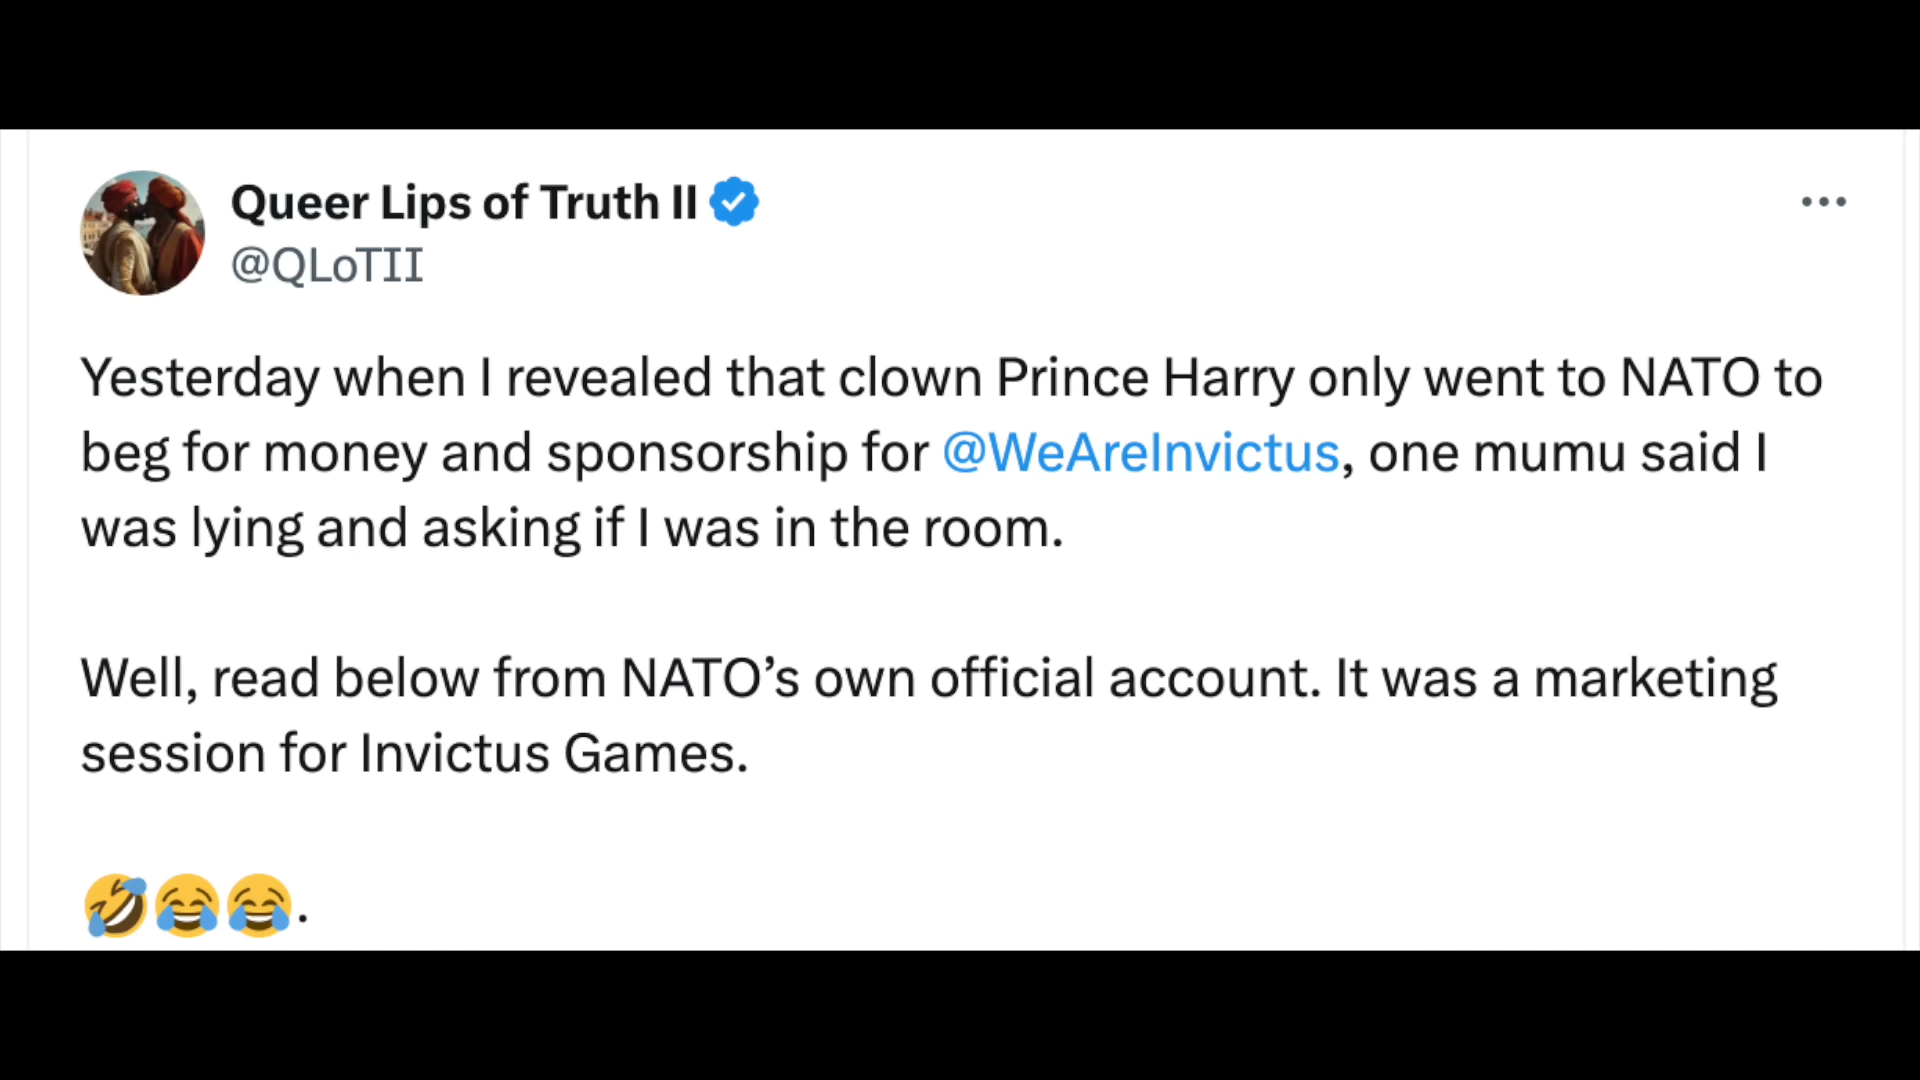 Queer Lips of Truth II
@QLoTII
Yesterday when I revealed that clown Prince Harry only went to NATO to
beg for money and sponsorship for @WeAreInvictus, one mumu said I
was lying and asking if I was in the room.
Well, read below from NATO’s own official account. It was a marketing
session for Invictus Games.
🤣😂😂.